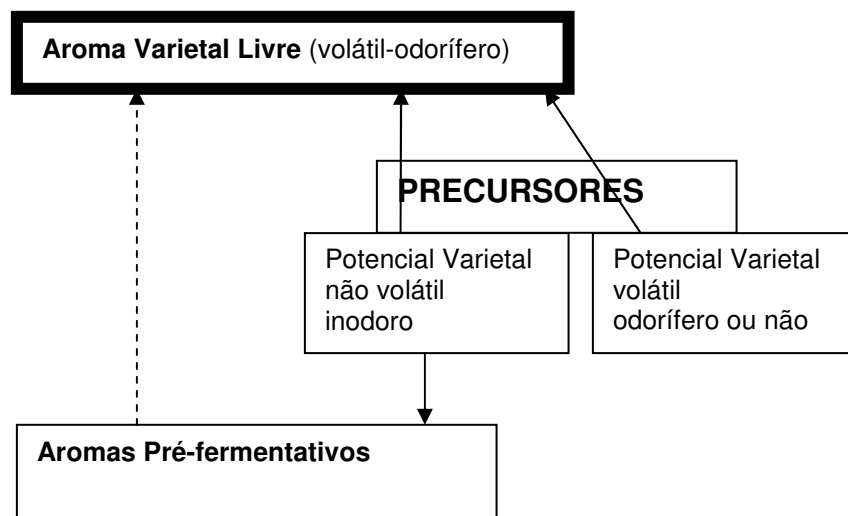 Aroma Varietal Livre (volátil-odorífero)
PRECURSORES
Potencial Varietal
não volátil
inodoro
Potencial Varietal
volátil
odorífero ou não
Aromas Pré-fermentativos